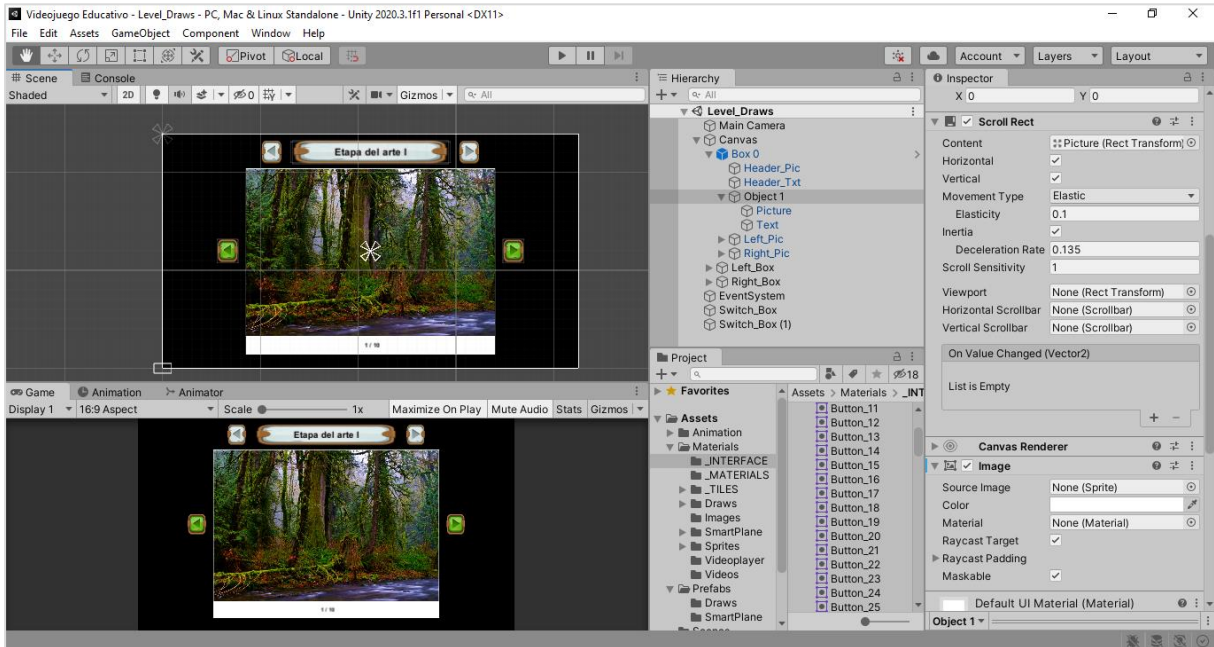 Videojuego Educativo - Level_Draws - PC, Mac & Linux Standalone - Unity 2020.3.1f1 Personal <DX11>
File Edit Assets GameObject Component Window Help
Pivot Local Account Layers Layout
Scene Console
Shaded 2D 0 Gizmos All
Etapa del arte I
1 / 10
Game Animation Animator
Display 1 16:9 Aspect Scale 1x Maximize On Play Mute Audio Stats Gizmos
Etapa del arte I
1 / 10
Hierarchy
All
Level_Draws
Main Camera
Canvas
Box 0
Header_Pic
Header_Txt
Object 1
Picture
Text
Left_Pic
Right_Pic
Left_Box
Right_Box
EventSystem
Switch_Box
Switch_Box (1)
Project
18
Favorites
Assets
Animation
Materials
_INTERFACE
_MATERIALS
_TILES
Draws
Images
SmartPlane
Sprites
Videoplayer
Videos
Prefabs
Draws
SmartPlane
Assets > Materials > _INT
Button_11
Button_12
Button_13
Button_14
Button_15
Button_16
Button_17
Button_18
Button_19
Button_20
Button_21
Button_22
Button_23
Button_24
Button_25
Inspector
X 0 Y 0
Scroll Rect
Content Picture (Rect Transform)
Horizontal
Vertical
Movement Type Elastic
Elasticity 0.1
Inertia
Deceleration Rate 0.135
Scroll Sensitivity 1
Viewport None (Rect Transform)
Horizontal Scrollbar None (Scrollbar)
Vertical Scrollbar None (Scrollbar)
On Value Changed (Vector2)
List is Empty
Canvas Renderer
Image
Source Image None (Sprite)
Color
Material None (Material)
Raycast Target
Raycast Padding
Maskable
Default UI Material (Material)
Object 1